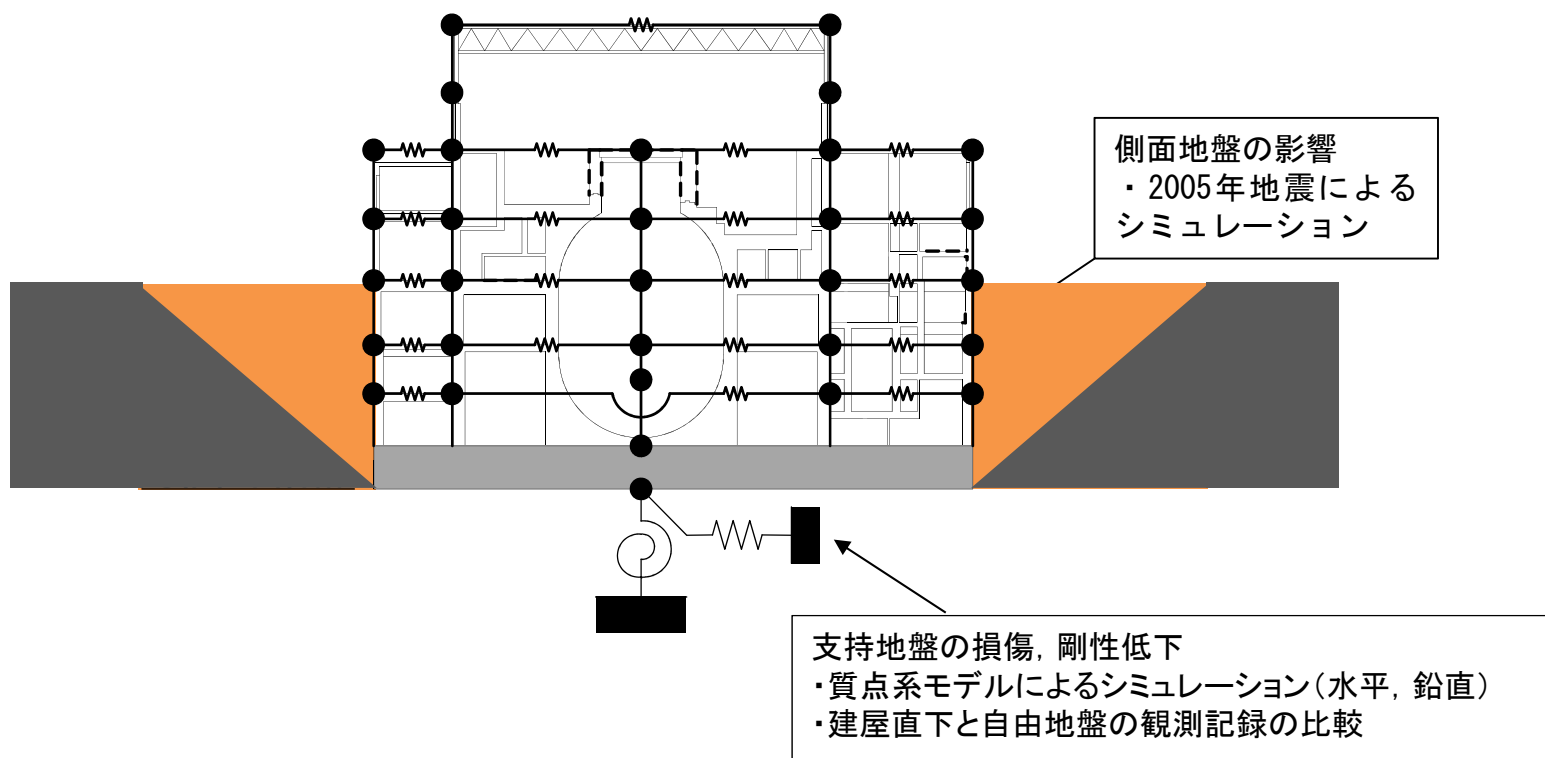 側面地盤の影響
・2005年地震による
シミュレーション
支持地盤の損傷，剛性低下
・質点系モデルによるシミュレーション（水平，鉛直）
・建屋直下と自由地盤の観測記録の比較